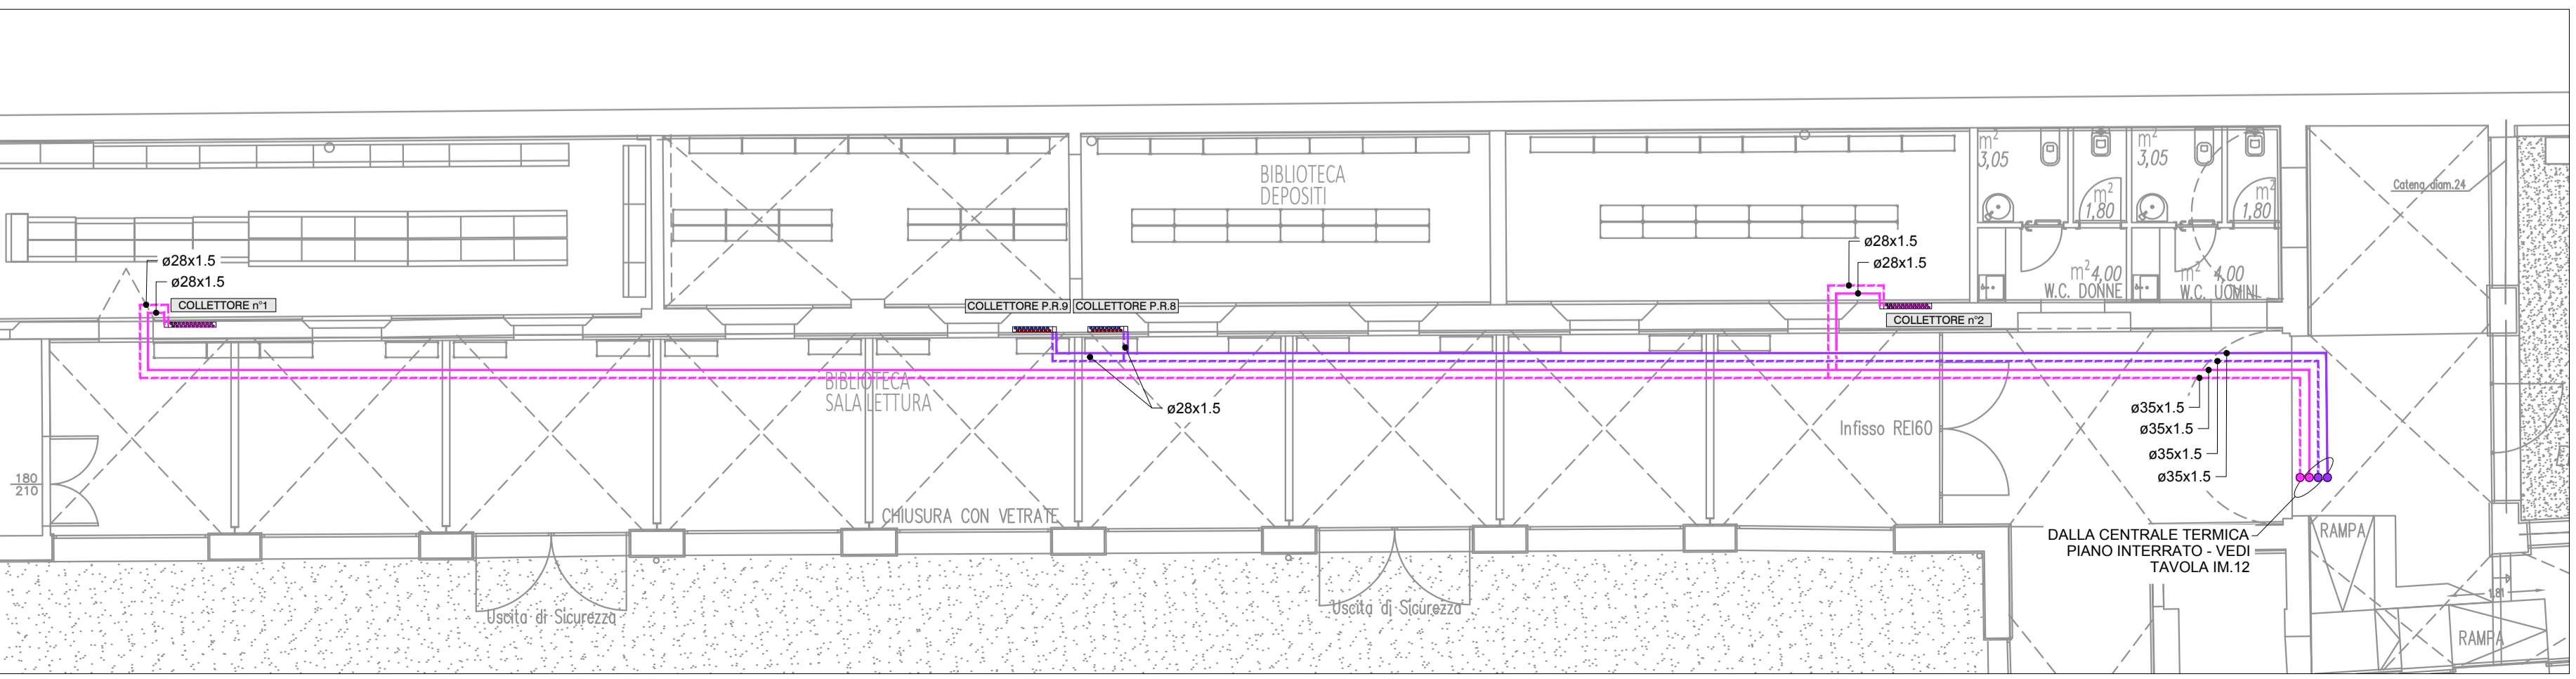 m²
3,05
m²
1,80
m²
3,05
m²
1,80
Catena diam.24
BIBLIOTECA
DEPOSITI
ø28x1.5
ø28x1.5
COLLETTORE n°1
COLLETTORE P.R.9
COLLETTORE P.R.8
ø28x1.5
ø28x1.5
COLLETTORE n°2
m² 4,00
W.C. DONNE
m² 4,00
W.C. UOMINI
BIBLIOTECA
SALA LETTURA
ø28x1.5
Infisso REI60
ø35x1.5
ø35x1.5
ø35x1.5
ø35x1.5
180
210
CHIUSURA CON VETRATE
DALLA CENTRALE TERMICA
PIANO INTERRATO - VEDI
TAVOLA IM.12
RAMPA
1.81
Uscita di Sicurezza
Uscita di Sicurezza
RAMPA